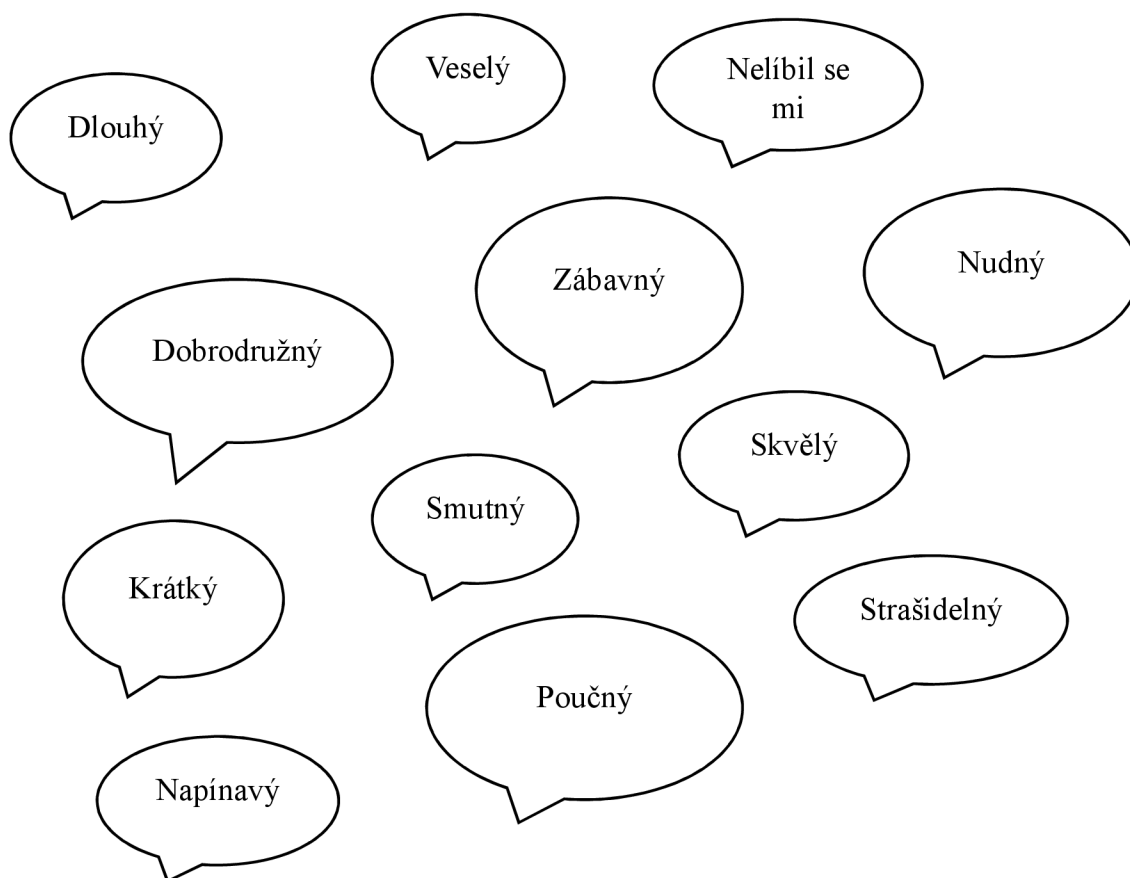 Veselý
Nelíbil se
mi
Dlouhý
Zábavný
Nudný
Dobrodružný
Skvělý
Smutný
Krátký
Strašidelný
Poučný
Napínavý